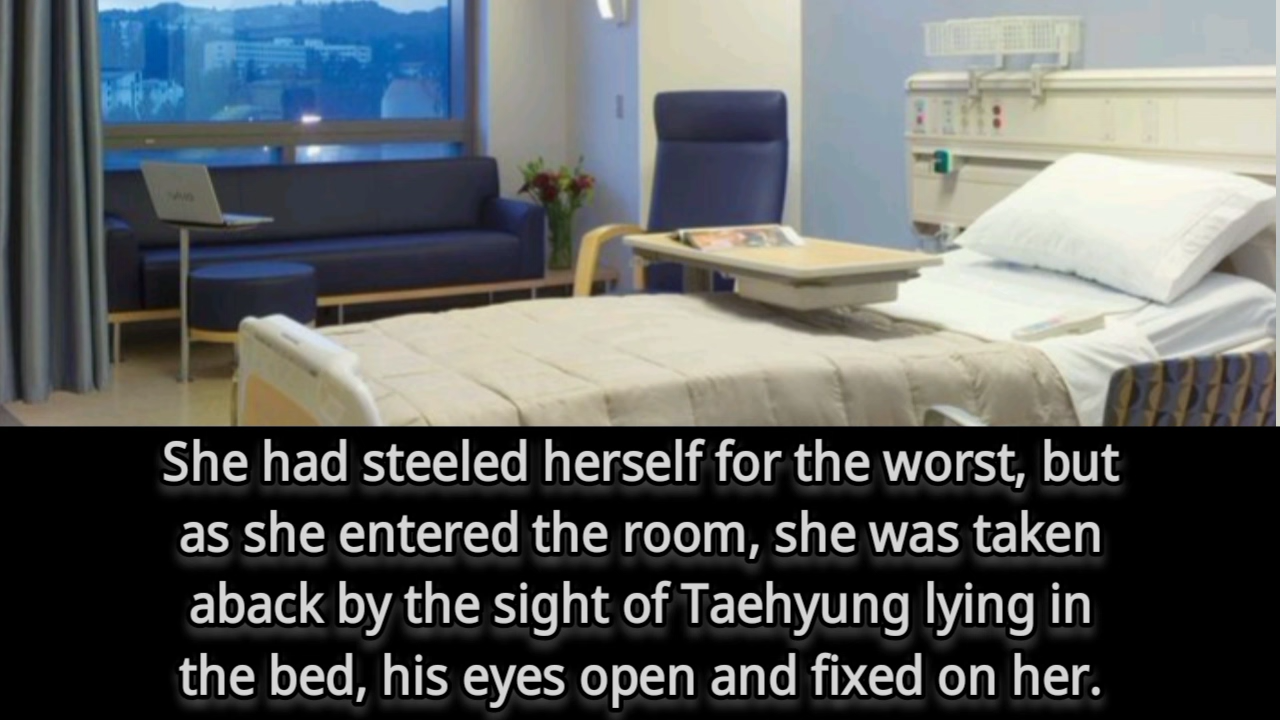 VAIO
She had steeled herself for the worst, but
as she entered the room, she was taken
aback by the sight of Taehyung lying in
the bed, his eyes open and fixed on her.